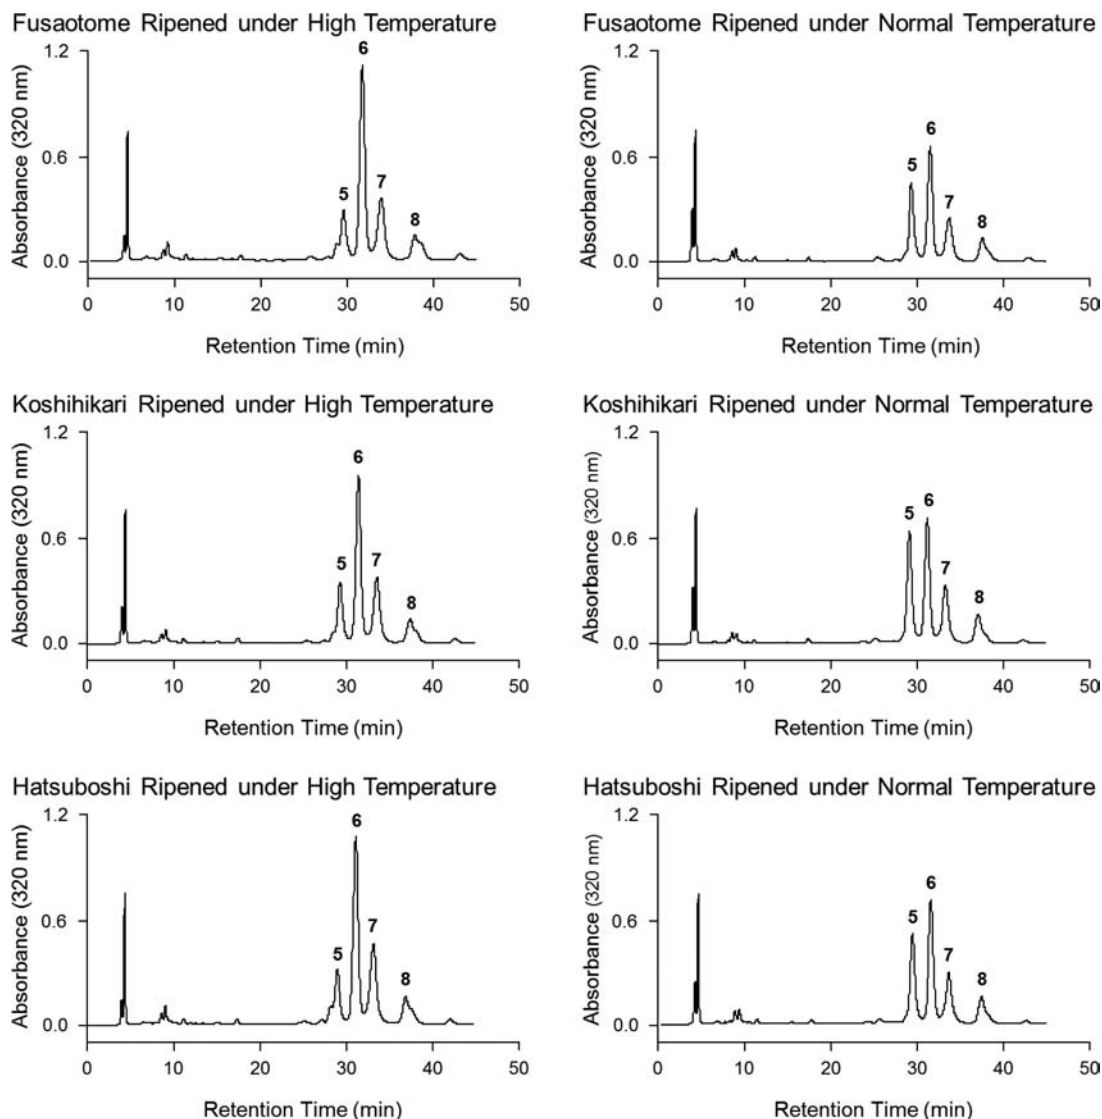 Fusaotome Ripened under High Temperature
1.2
0.6
0.0
Absorbance (320 nm)
5
6
7
8
0 10 20 30 40 50
Retention Time (min)
Fusaotome Ripened under Normal Temperature
1.2
0.6
0.0
Absorbance (320 nm)
5
6
7
8
0 10 20 30 40 50
Retention Time (min)
Koshihikari Ripened under High Temperature
1.2
0.6
0.0
Absorbance (320 nm)
5
6
7
8
0 10 20 30 40 50
Retention Time (min)
Koshihikari Ripened under Normal Temperature
1.2
0.6
0.0
Absorbance (320 nm)
5
6
7
8
0 10 20 30 40 50
Retention Time (min)
Hatsuboshi Ripened under High Temperature
1.2
0.6
0.0
Absorbance (320 nm)
5
6
7
8
0 10 20 30 40 50
Retention Time (min)
Hatsuboshi Ripened under Normal Temperature
1.2
0.6
0.0
Absorbance (320 nm)
5
6
7
8
0 10 20 30 40 50
Retention Time (min)